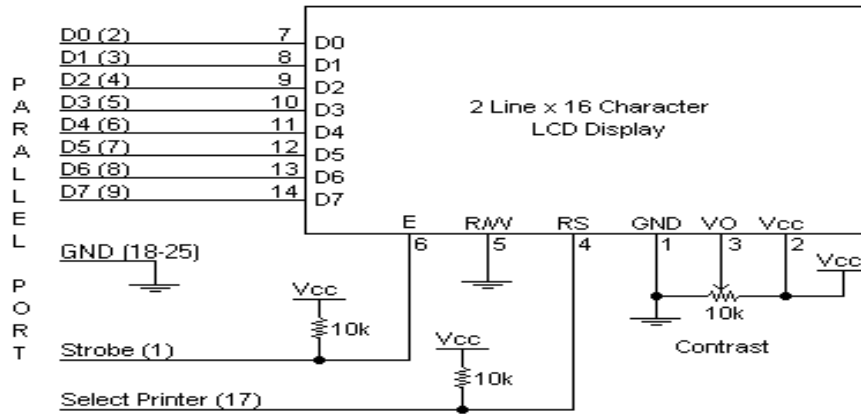 PARALLEL PORT
D0 (2) 7 D0
D1 (3) 8 D1
D2 (4) 9 D2
D3 (5) 10 D3
D4 (6) 11 D4
D5 (7) 12 D5
D6 (8) 13 D6
D7 (9) 14 D7
2 Line x 16 Character
LCD Display
E R/W RS GND VO Vcc
6 5 4 1 3 2
GND (18-25)
Vcc
Vcc
10k
10k
Strobe (1)
Vcc
Contrast
10k
Select Printer (17)